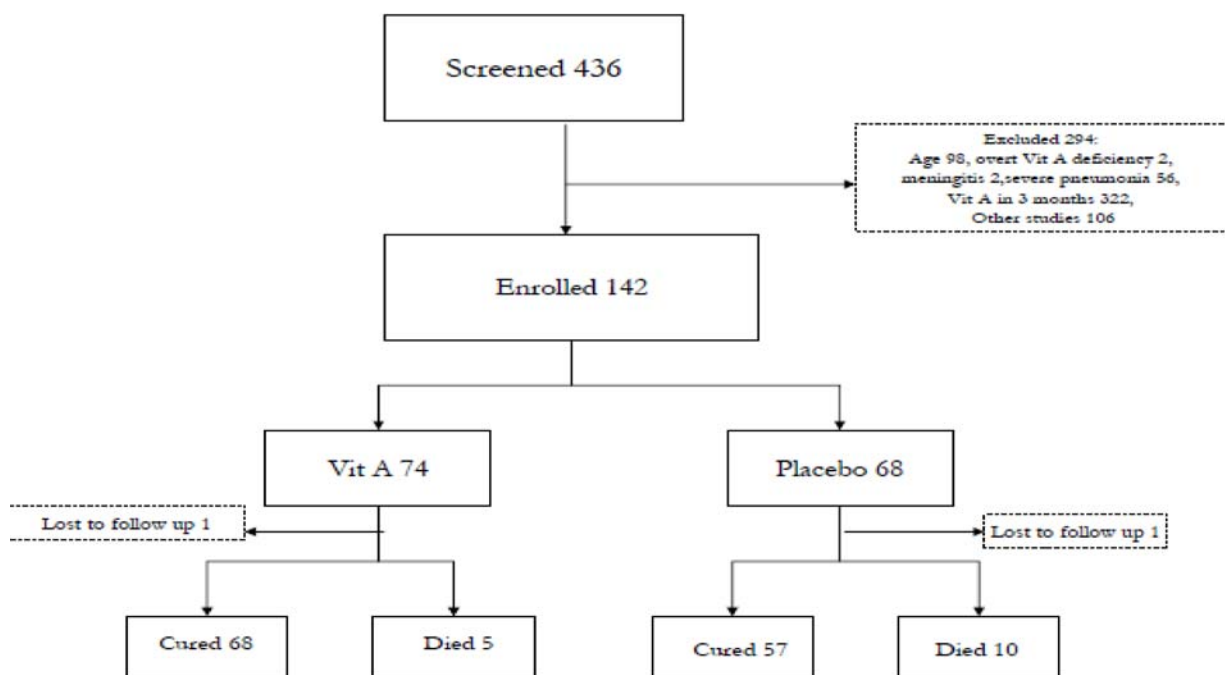 Screened 436
Excluded 294:
Age 98, overt Vit A deficiency 2,
meningitis 2,severe pneumonia 56,
Vit A in 3 months 322,
Other studies 106
Enrolled 142
Vit A 74
Placebo 68
Lost to follow up 1
Lost to follow up 1
Cured 68
Died 5
Cured 57
Died 10